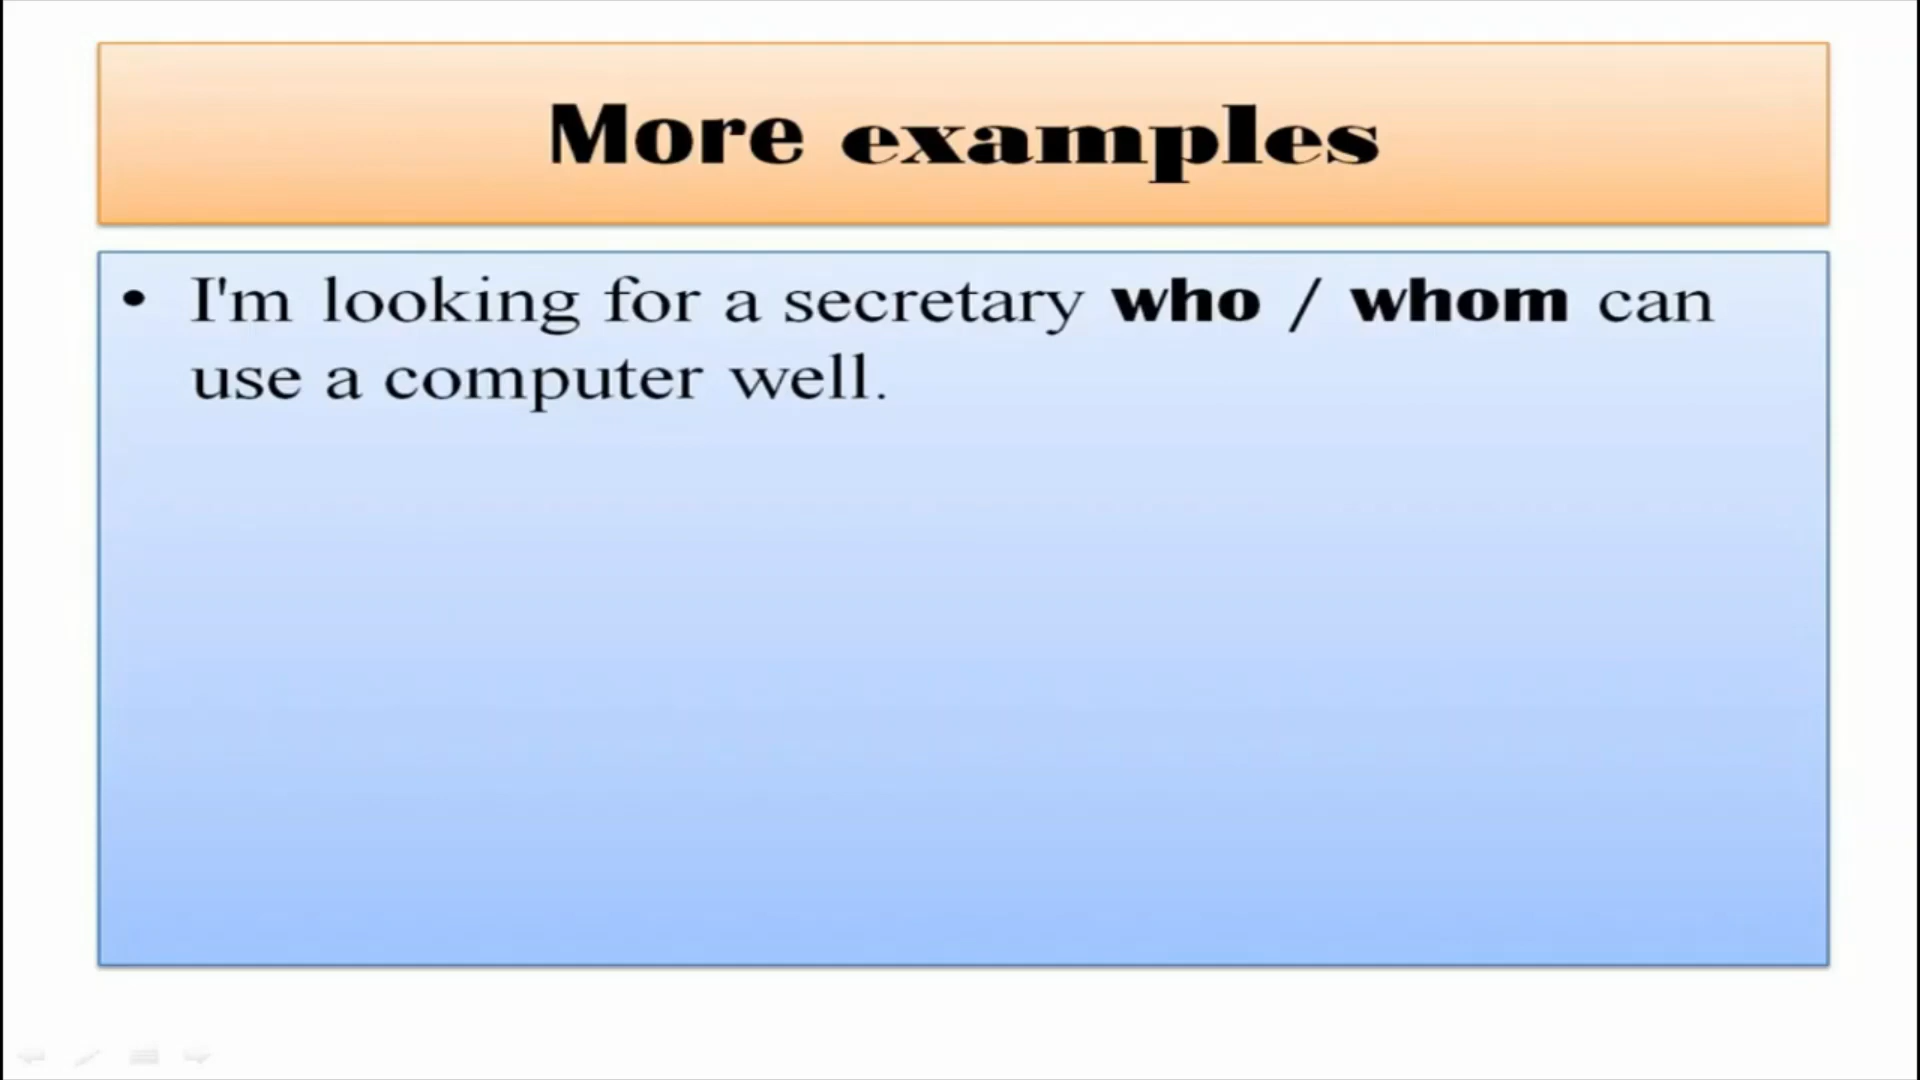 More examples
• I'm looking for a secretary who / whom can
use a computer well.